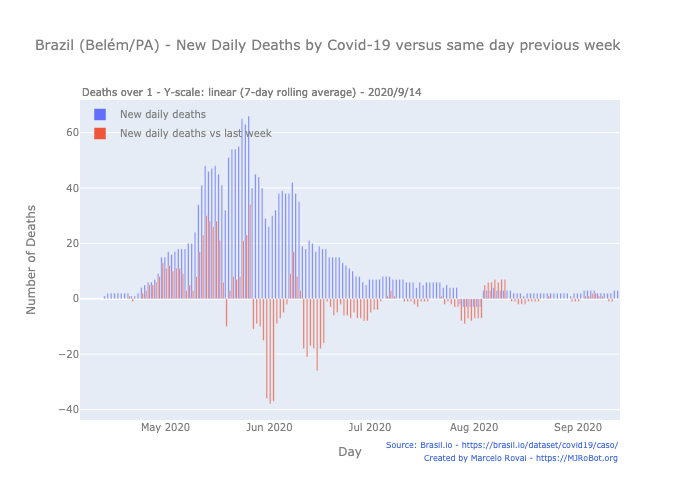 Brazil (Belém/PA) - New Daily Deaths by Covid-19 versus same day previous week
Deaths over 1 - Y-scale: linear (7-day rolling average) - 2020/9/14
New daily deaths
New daily deaths vs last week
60
40
20
0
−20
−40
Number of Deaths
May 2020
Jun 2020
Jul 2020
Aug 2020
Sep 2020
Day
Source: Brasil.io - https://brasil.io/dataset/covid19/caso/
Created by Marcelo Rovai - https://MJRoBot.org